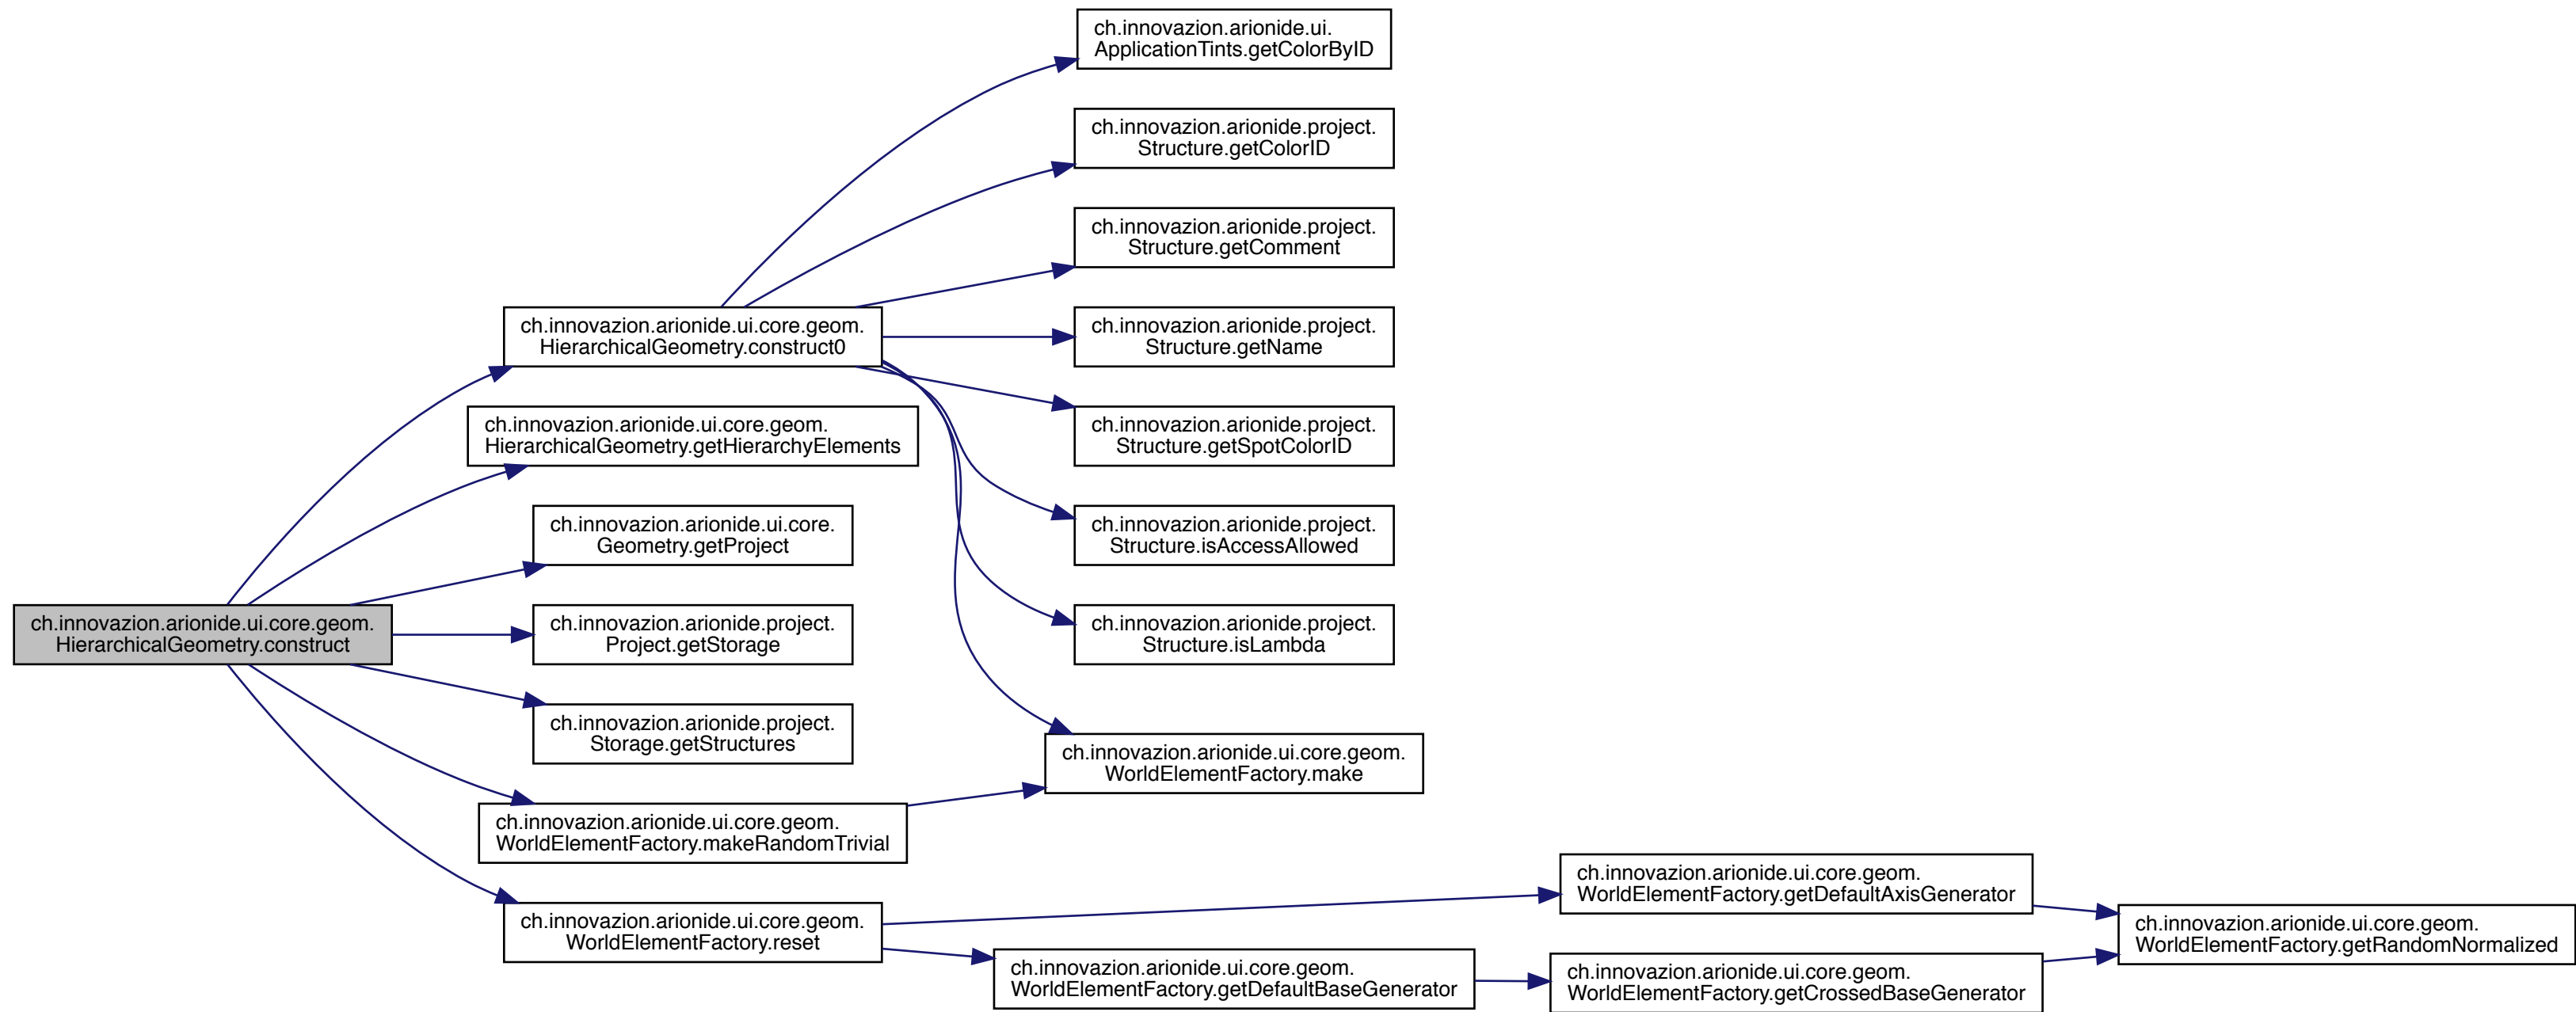 ch.innovazion.arionide.ui.
ApplicationTints.getColorByID
ch.innovazion.arionide.project.
Structure.getColorID
ch.innovazion.arionide.project.
Structure.getComment
ch.innovazion.arionide.ui.core.geom.
HierarchicalGeometry.construct0
ch.innovazion.arionide.project.
Structure.getName
ch.innovazion.arionide.ui.core.geom.
HierarchicalGeometry.getHierarchyElements
ch.innovazion.arionide.project.
Structure.getSpotColorID
ch.innovazion.arionide.ui.core.
Geometry.getProject
ch.innovazion.arionide.project.
Structure.isAccessAllowed
ch.innovazion.arionide.ui.core.geom.
HierarchicalGeometry.construct
ch.innovazion.arionide.project.
Project.getStorage
ch.innovazion.arionide.project.
Structure.isLambda
ch.innovazion.arionide.project.
Storage.getStructures
ch.innovazion.arionide.ui.core.geom.
WorldElementFactory.make
ch.innovazion.arionide.ui.core.geom.
WorldElementFactory.makeRandomTrivial
ch.innovazion.arionide.ui.core.geom.
WorldElementFactory.getDefaultAxisGenerator
ch.innovazion.arionide.ui.core.geom.
WorldElementFactory.reset
ch.innovazion.arionide.ui.core.geom.
WorldElementFactory.getRandomNormalized
ch.innovazion.arionide.ui.core.geom.
WorldElementFactory.getDefaultBaseGenerator
ch.innovazion.arionide.ui.core.geom.
WorldElementFactory.getCrossedBaseGenerator